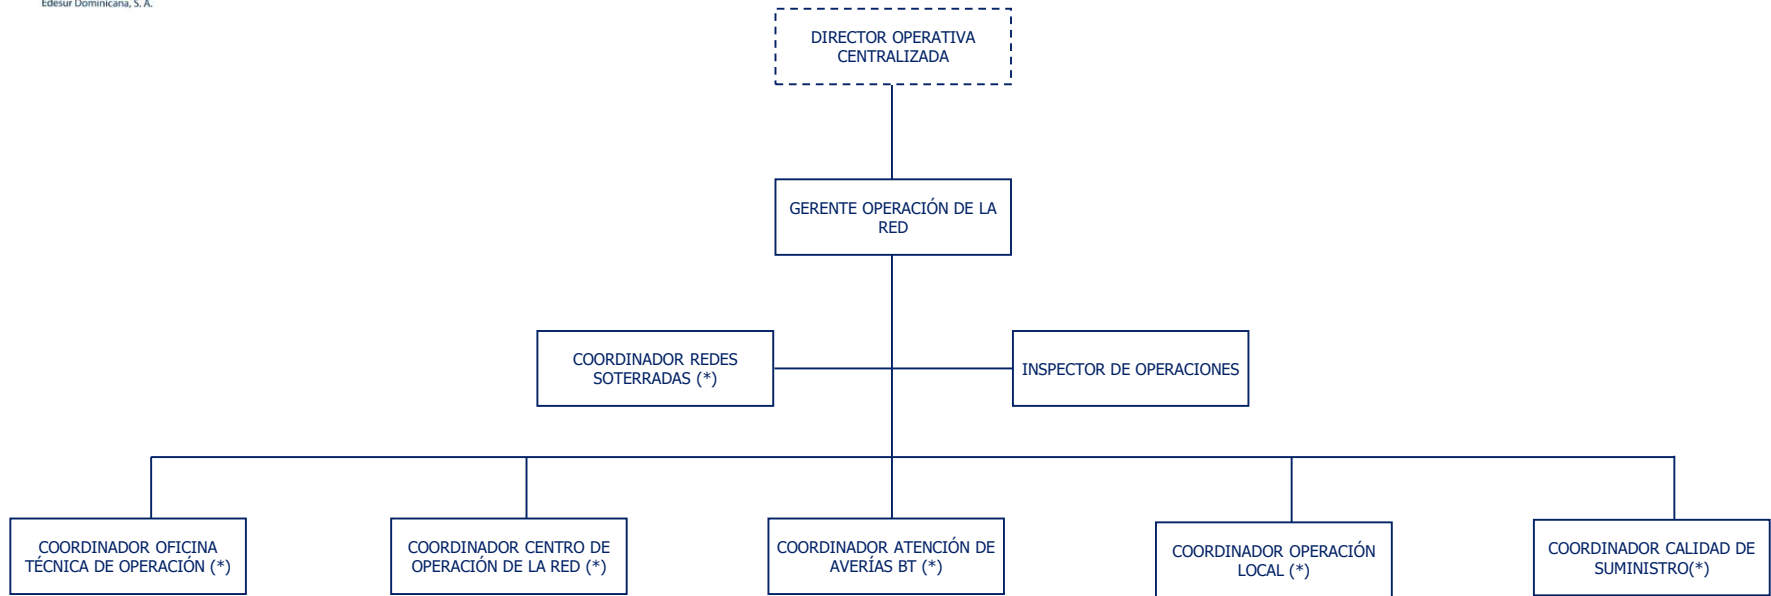 Edesur Dominicana, S. A.
DIRECTOR OPERATIVA
CENTRALIZADA
GERENTE OPERACIÓN DE LA
RED
COORDINADOR REDES
SOTERRADAS (*)
INSPECTOR DE OPERACIONES
COORDINADOR OFICINA
TÉCNICA DE OPERACIÓN (*)
COORDINADOR CENTRO DE
OPERACIÓN DE LA RED (*)
COORDINADOR ATENCIÓN DE
AVERÍAS BT (*)
COORDINADOR OPERACIÓN
LOCAL (*)
COORDINADOR CALIDAD DE
SUMINISTRO(*)